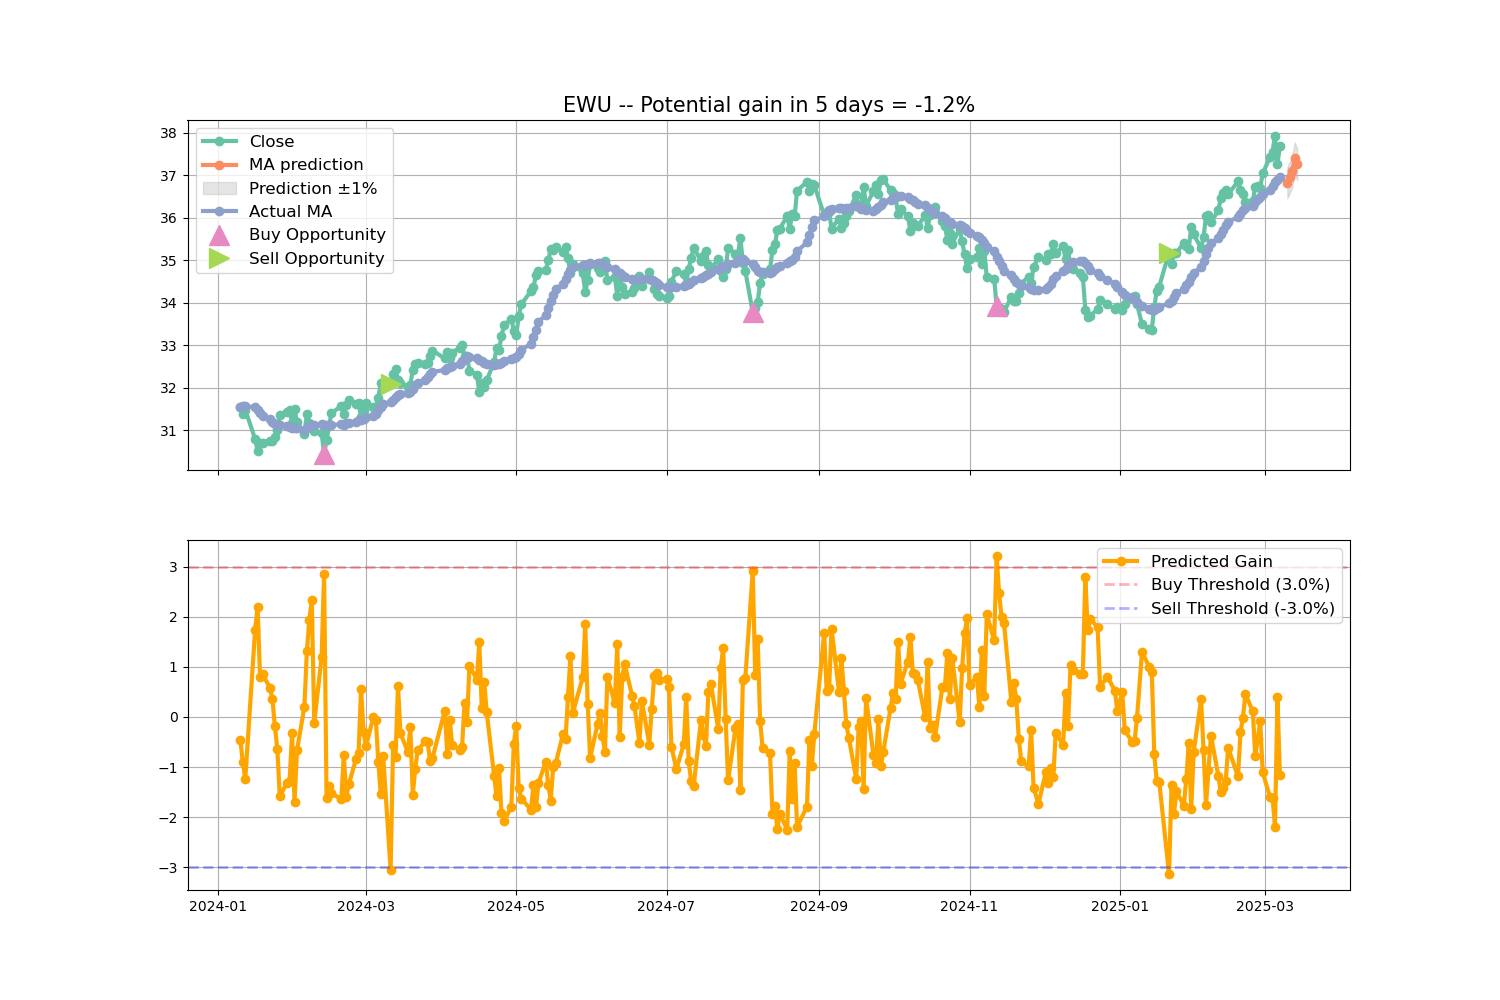 EWU -- Potential gain in 5 days = -1.2%
38
37
36
35
34
33
32
31
Close
MA prediction
Prediction ±1%
Actual MA
Buy Opportunity
Sell Opportunity
3
2
1
0
−1
−2
−3
Predicted Gain
Buy Threshold (3.0%)
Sell Threshold (-3.0%)
2024-01 2024-03 2024-05 2024-07 2024-09 2024-11 2025-01 2025-03